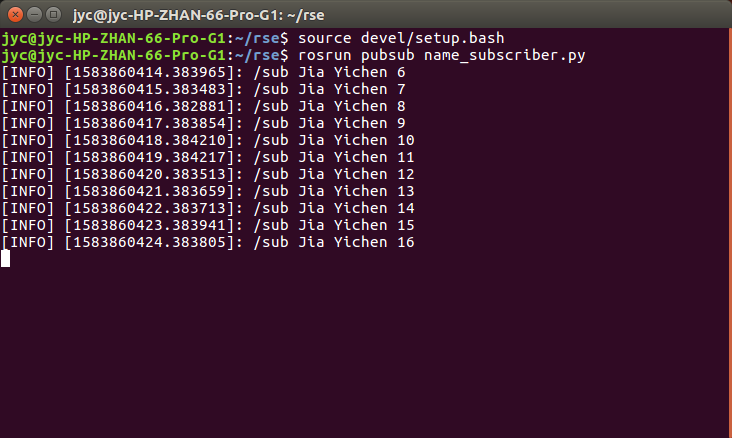 jyc@jyc-HP-ZHAN-66-Pro-G1: ~/rse
jyc@jyc-HP-ZHAN-66-Pro-G1:~/rse$ source devel/setup.bash
jyc@jyc-HP-ZHAN-66-Pro-G1:~/rse$ rosrun pubsub name_subscriber.py
[INFO] [1583860414.383965]: /sub Jia Yichen 6
[INFO] [1583860415.383483]: /sub Jia Yichen 7
[INFO] [1583860416.382881]: /sub Jia Yichen 8
[INFO] [1583860417.383854]: /sub Jia Yichen 9
[INFO] [1583860418.384210]: /sub Jia Yichen 10
[INFO] [1583860419.384217]: /sub Jia Yichen 11
[INFO] [1583860420.383513]: /sub Jia Yichen 12
[INFO] [1583860421.383659]: /sub Jia Yichen 13
[INFO] [1583860422.383713]: /sub Jia Yichen 14
[INFO] [1583860423.383941]: /sub Jia Yichen 15
[INFO] [1583860424.383805]: /sub Jia Yichen 16